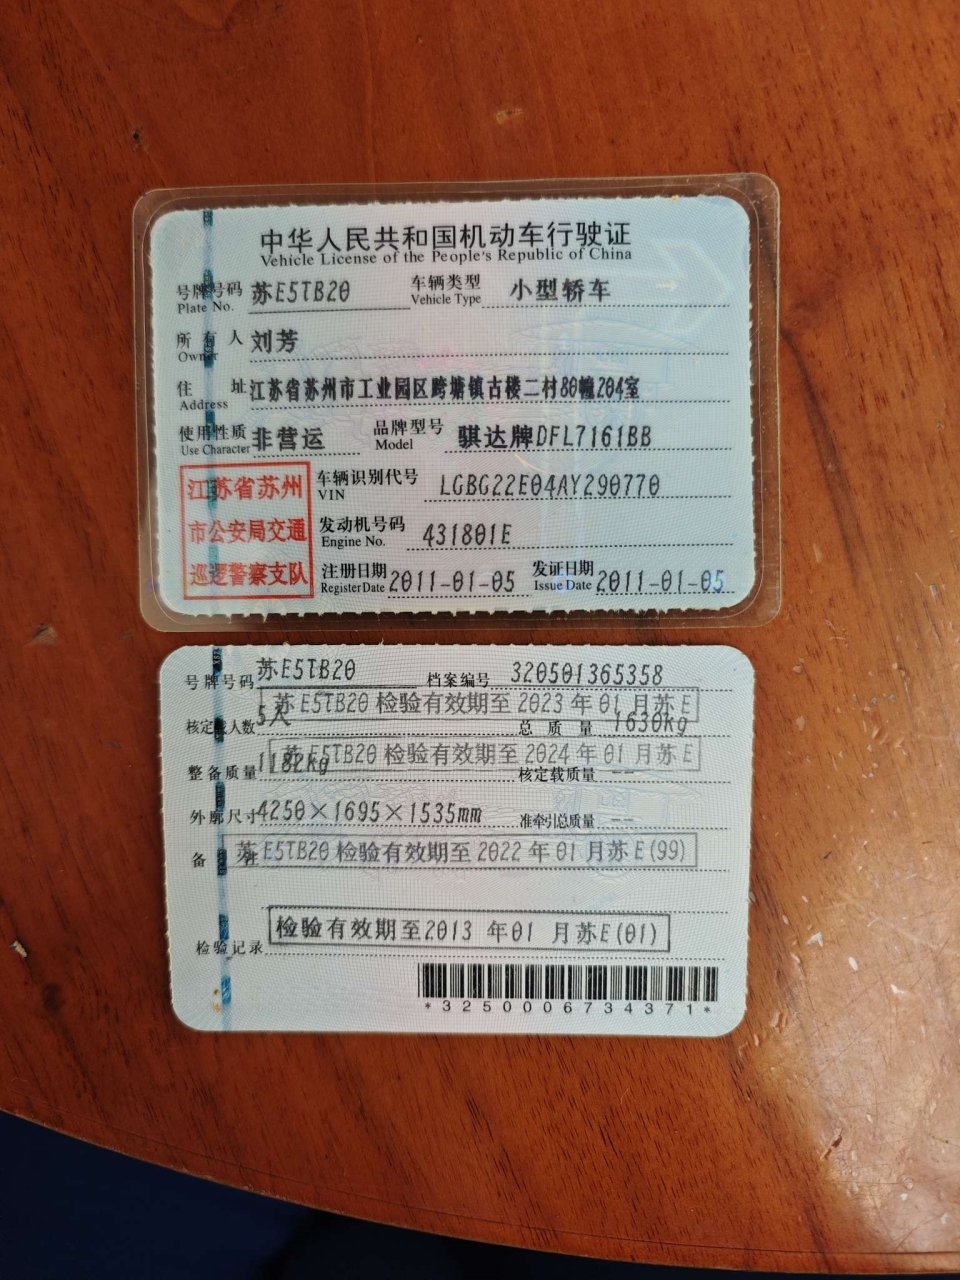 中华人民共和国机动车行驶证
Vehicle License of the People's Republic of China
号牌号码 苏E5TB20 车辆类型 小型轿车
Plate No. Vehicle Type
所有人 刘芳
Owner
住址 江苏省苏州市工业园区跨塘镇古楼二村80幢204室
Address
使用性质 非营运 品牌型号 骐达牌DFL7161BB
Use Character Model
江苏省苏州
市公安局交通
巡逻警察支队
车辆识别代号 LGBG22E04AY290770
VIN
发动机号码 431801E
Engine No.
注册日期 2011-01-05 发证日期 2011-01-05
Register Date Issue Date
号牌号码 苏E5TB20 档案编号 320501365358
苏E5TB20 检验有效期至 2023年01月苏E
核定载人数 5人 总质量 1630kg
苏E5TB20 检验有效期至 2024年01月苏E
整备质量 1182kg 核定载质量 --
外廓尺寸 4250×1695×1535mm 准牵引总质量 --
苏E5TB20 检验有效期至 2022年01月苏E(99)
备注
检验有效期至2013 年01 月苏E(01)
检验记录
*3250006734371*